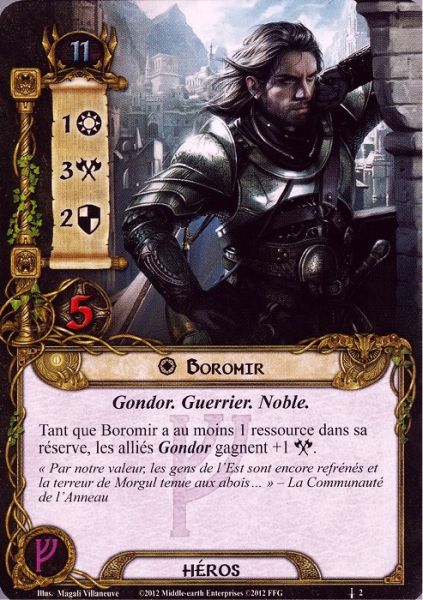 11
1
3
2
5
Boromir
Gondor. Guerrier. Noble.
Tant que Boromir a au moins 1 ressource dans sa
réserve, les alliés Gondor gagnent +1 .
« Par notre valeur, les gens de l'Est sont encore refrénés et
la terreur de Morgul tenue aux abois… » – La Communauté
de l'Anneau
HÉROS
Illus. Magali Villaneuve ©2012 Middle-earth Enterprises ©2012 FFG 2